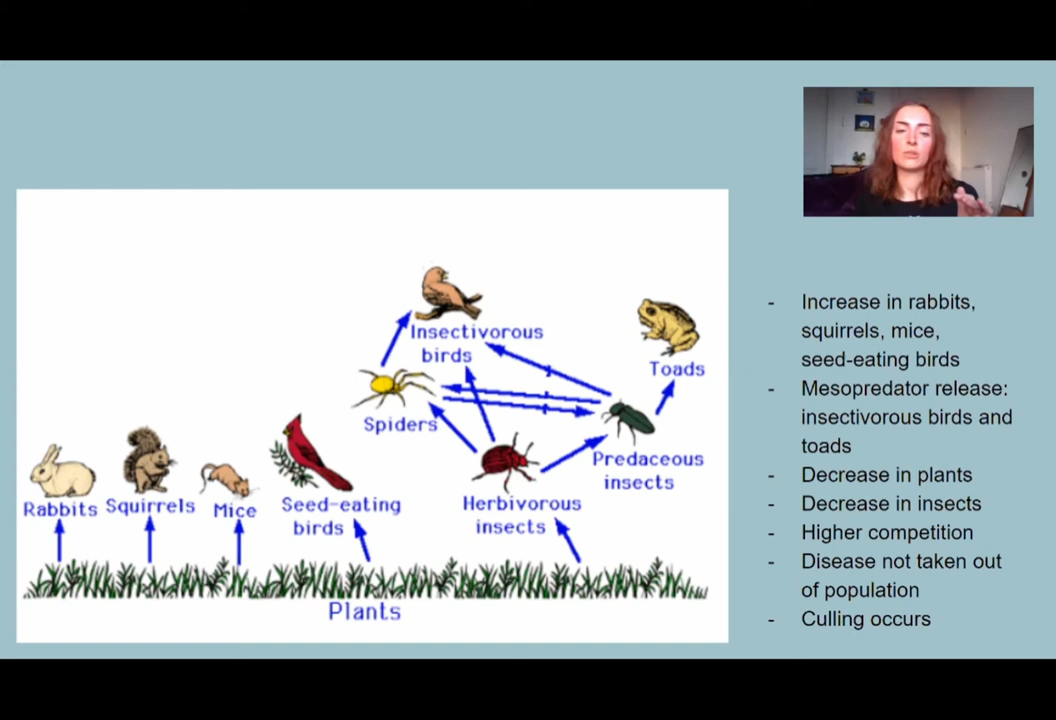 Insectivorous
birds
Toads
Spiders
Predaceous
insects
Rabbits
Squirrels
Mice
Seed-eating
birds
Herbivorous
insects
Plants
- Increase in rabbits,
squirrels, mice,
seed-eating birds
- Mesopredator release:
insectivorous birds and
toads
- Decrease in plants
- Decrease in insects
- Higher competition
- Disease not taken out
of population
- Culling occurs